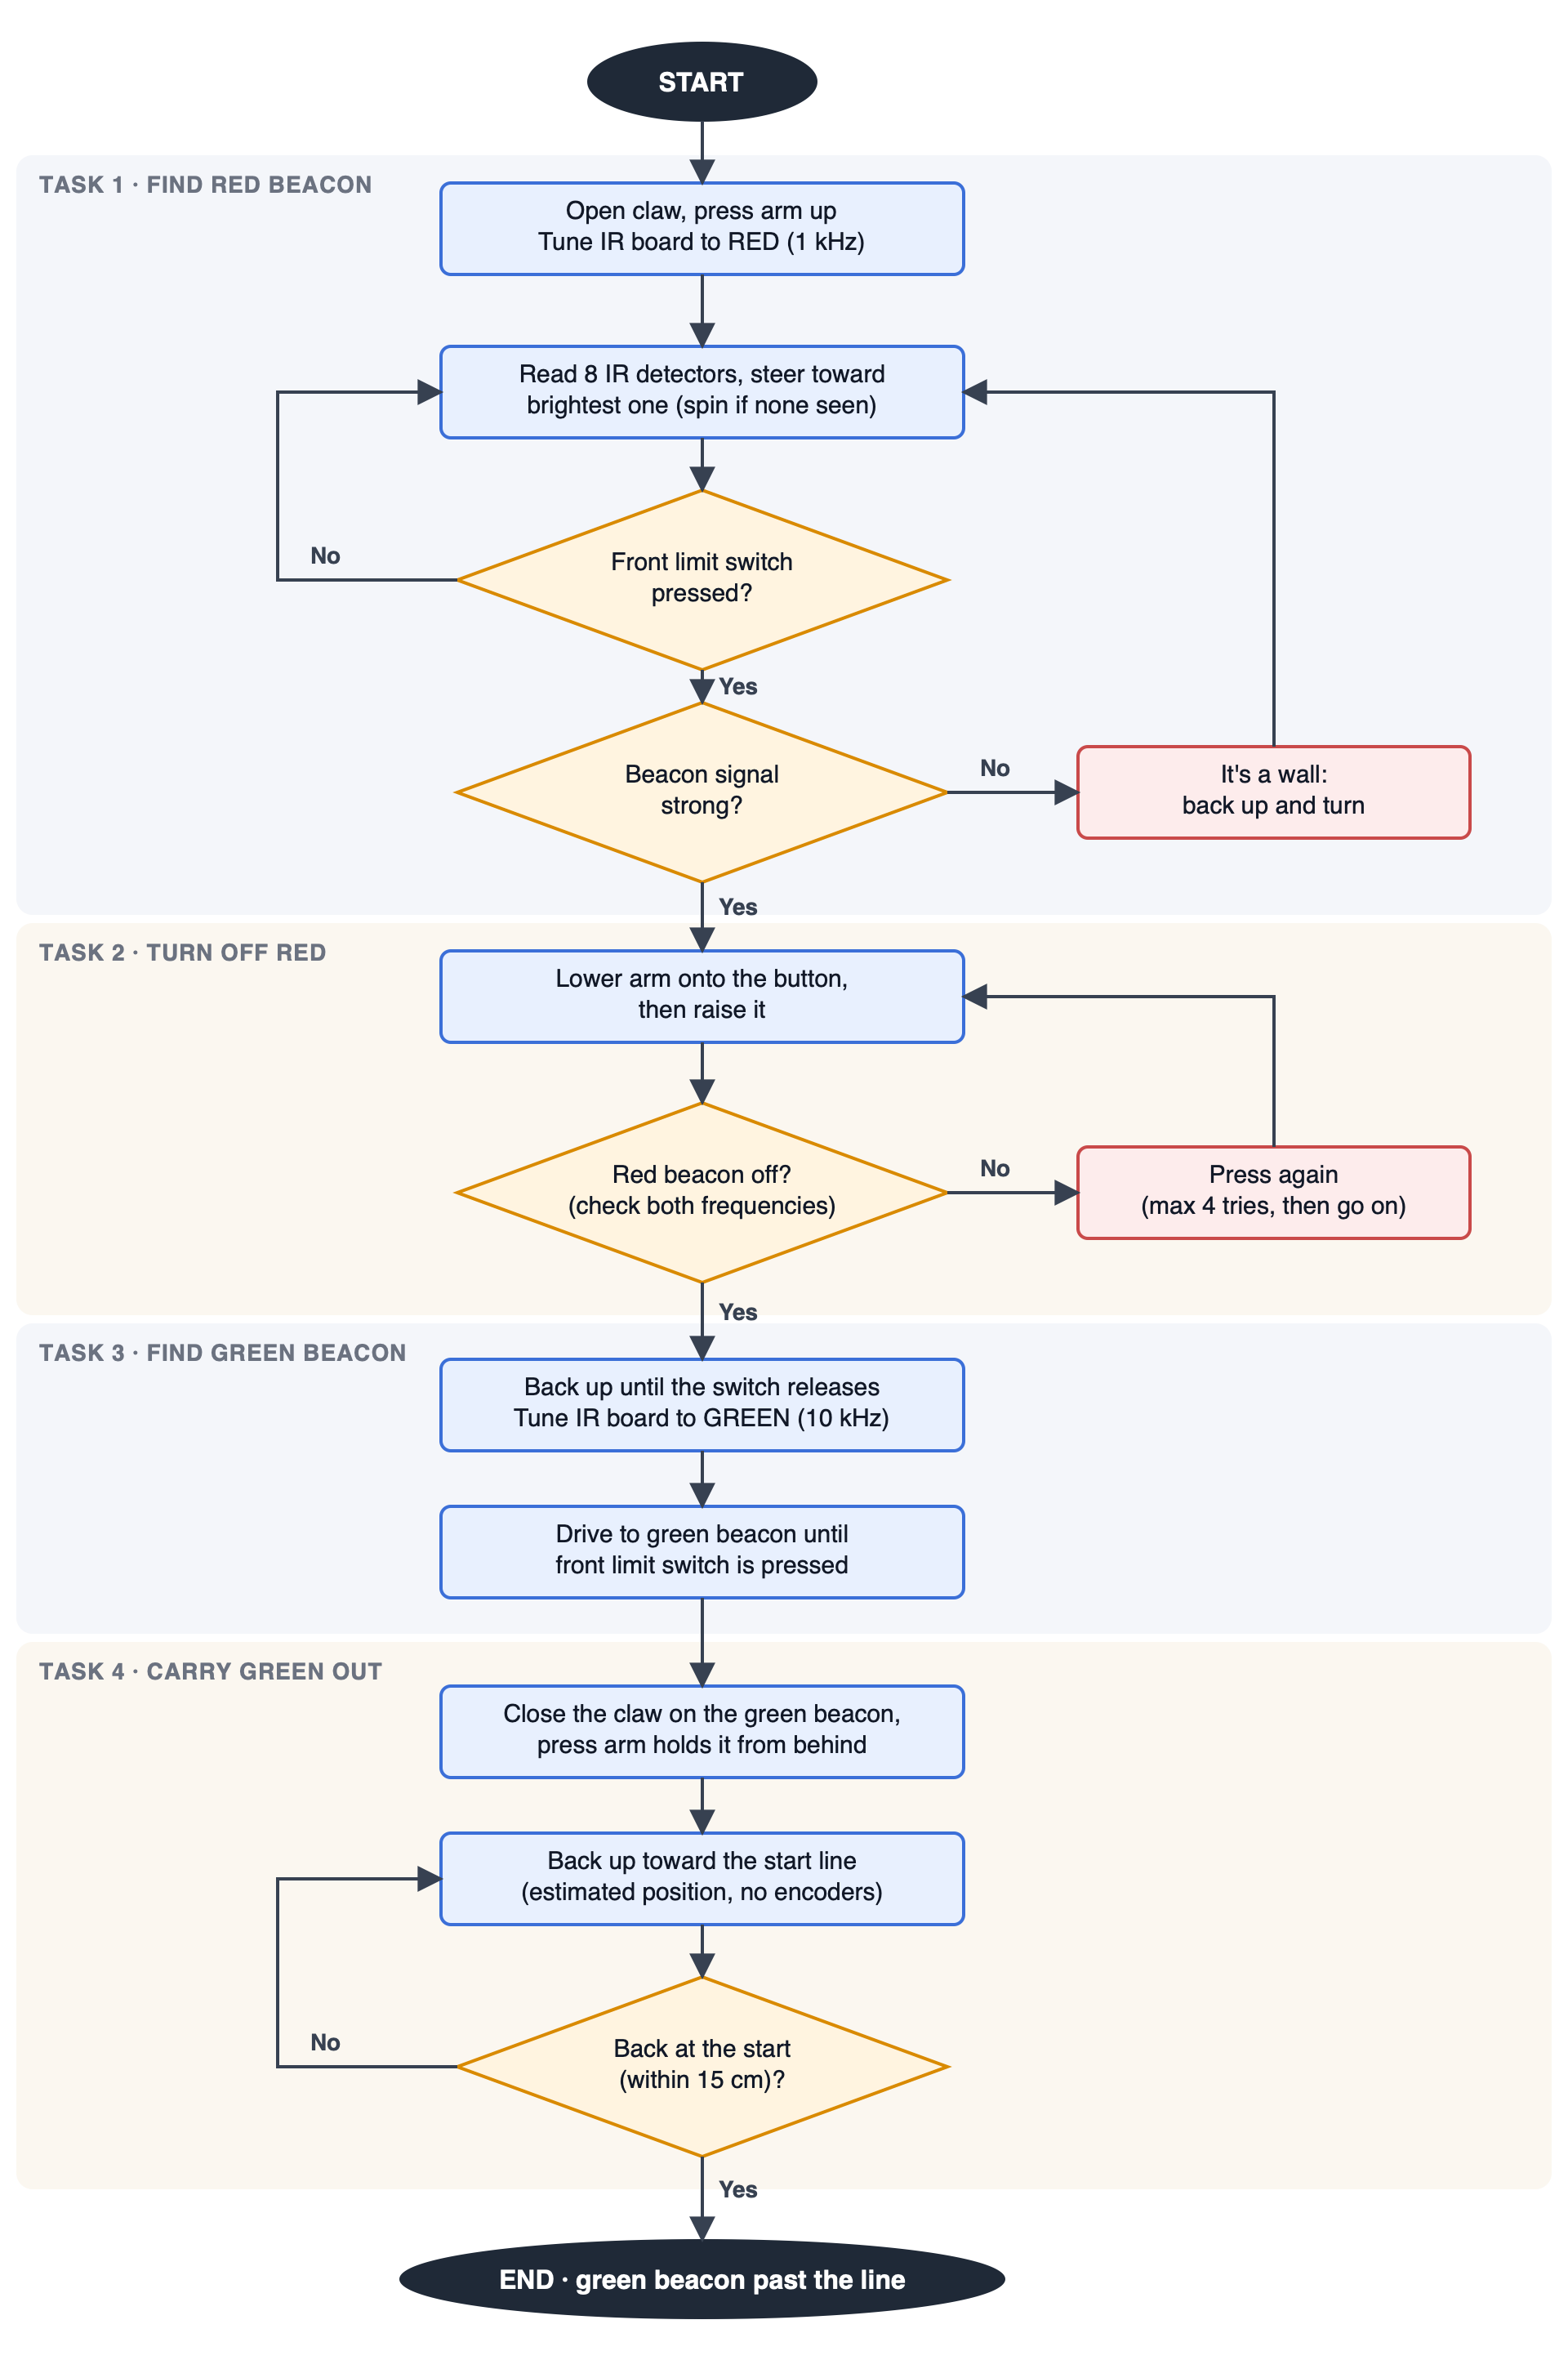 START
TASK 1 · FIND RED BEACON
Open claw, press arm up
Tune IR board to RED (1 kHz)
Read 8 IR detectors, steer toward
brightest one (spin if none seen)
Front limit switch
pressed?
No
Yes
Beacon signal
strong?
No
It's a wall:
back up and turn
Yes
TASK 2 · TURN OFF RED
Lower arm onto the button,
then raise it
Red beacon off?
(check both frequencies)
No
Press again
(max 4 tries, then go on)
Yes
TASK 3 · FIND GREEN BEACON
Back up until the switch releases
Tune IR board to GREEN (10 kHz)
Drive to green beacon until
front limit switch is pressed
TASK 4 · CARRY GREEN OUT
Close the claw on the green beacon,
press arm holds it from behind
Back up toward the start line
(estimated position, no encoders)
Back at the start
(within 15 cm)?
No
Yes
END · green beacon past the line